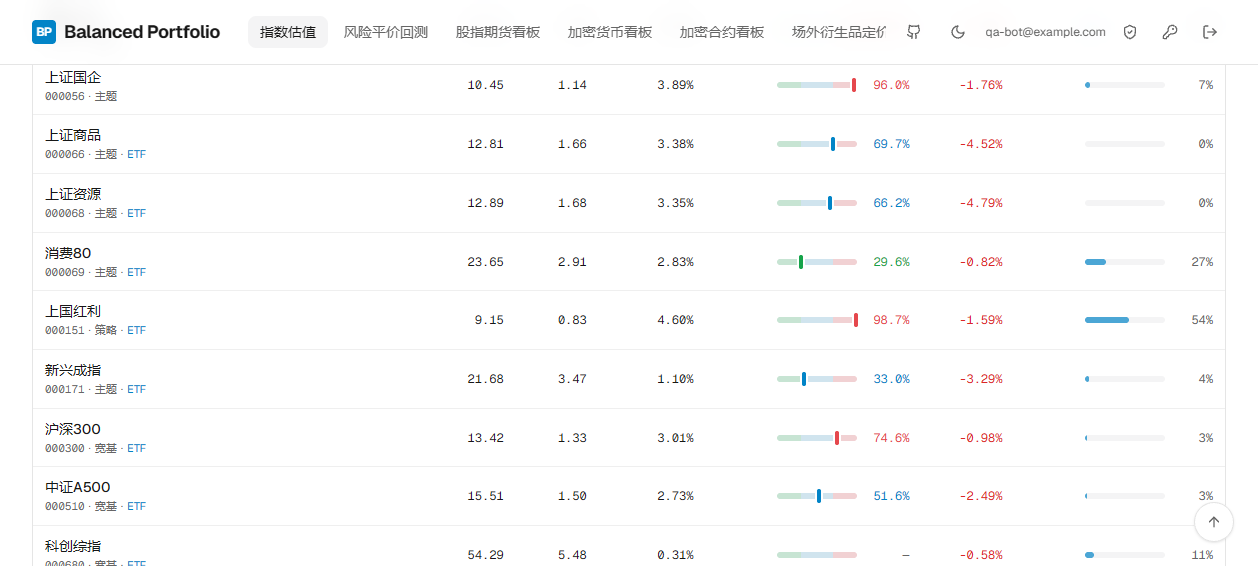 BP Balanced Portfolio 指数估值 风险平价回测 股指期货看板 加密货币看板 加密合约看板 场外衍生品定价 qa-bot@example.com
上证国企 10.45 1.14 3.89% 96.0% -1.76% 7%
000056 · 主题
上证商品 12.81 1.66 3.38% 69.7% -4.52% 0%
000066 · 主题 · ETF
上证资源 12.89 1.68 3.35% 66.2% -4.79% 0%
000068 · 主题 · ETF
消费80 23.65 2.91 2.83% 29.6% -0.82% 27%
000069 · 主题 · ETF
上国红利 9.15 0.83 4.60% 98.7% -1.59% 54%
000151 · 策略 · ETF
新兴成指 21.68 3.47 1.10% 33.0% -3.29% 4%
000171 · 主题 · ETF
沪深300 13.42 1.33 3.01% 74.6% -0.98% 3%
000300 · 宽基 · ETF
中证A500 15.51 1.50 2.73% 51.6% -2.49% 3%
000510 · 宽基 · ETF
科创综指 54.29 5.48 0.31% — -0.58% 11%
000680 · 宽基 · ETF